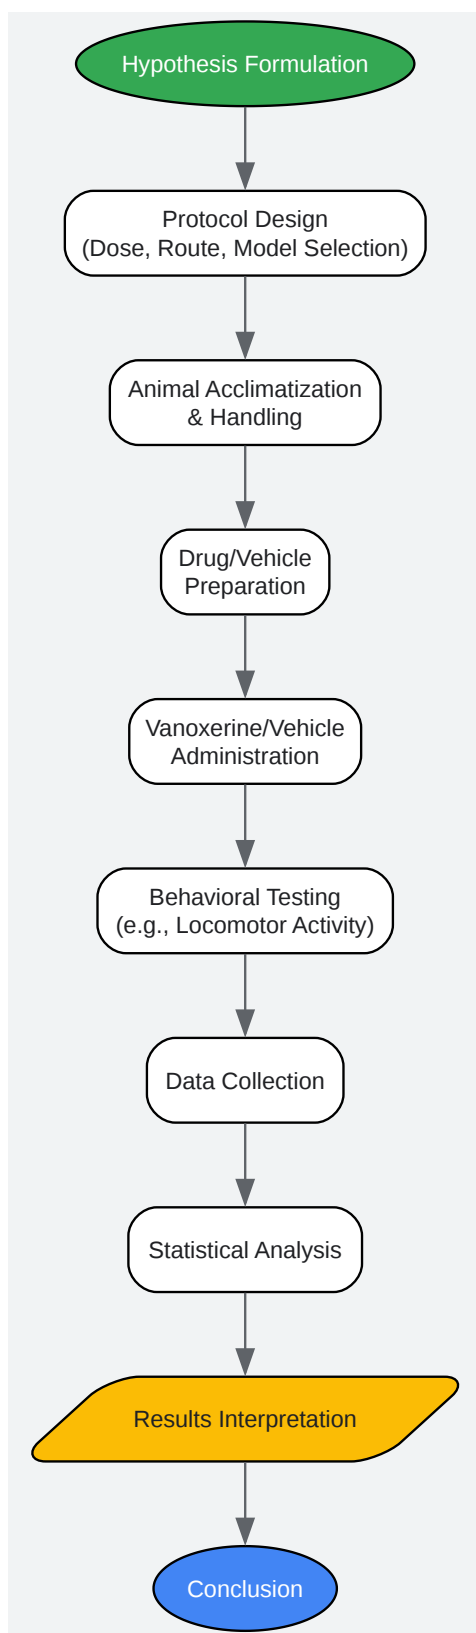 Hypothesis Formulation
Protocol Design
(Dose, Route, Model Selection)
Animal Acclimatization
& Handling
Drug/Vehicle
Preparation
Vanoxerine/Vehicle
Administration
Behavioral Testing
(e.g., Locomotor Activity)
Data Collection
Statistical Analysis
Results Interpretation
Conclusion